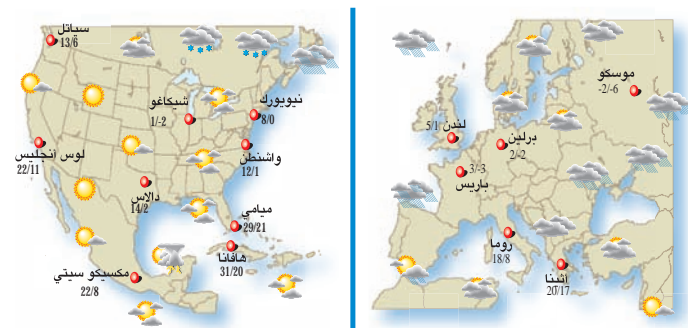 سياتل
13/6
شيكاغو
1/-2
نيويورك
8/0
لوس أنجليس
22/11
واشنطن
12/1
دالاس
14/2
ميامي
29/21
هافانا
31/20
مكسيكو سيتي
22/8
موسكو
-2/-6
لندن 5/1
برلين
2/-2
3/-3
باريس
روما
18/8
أثينا
20/17